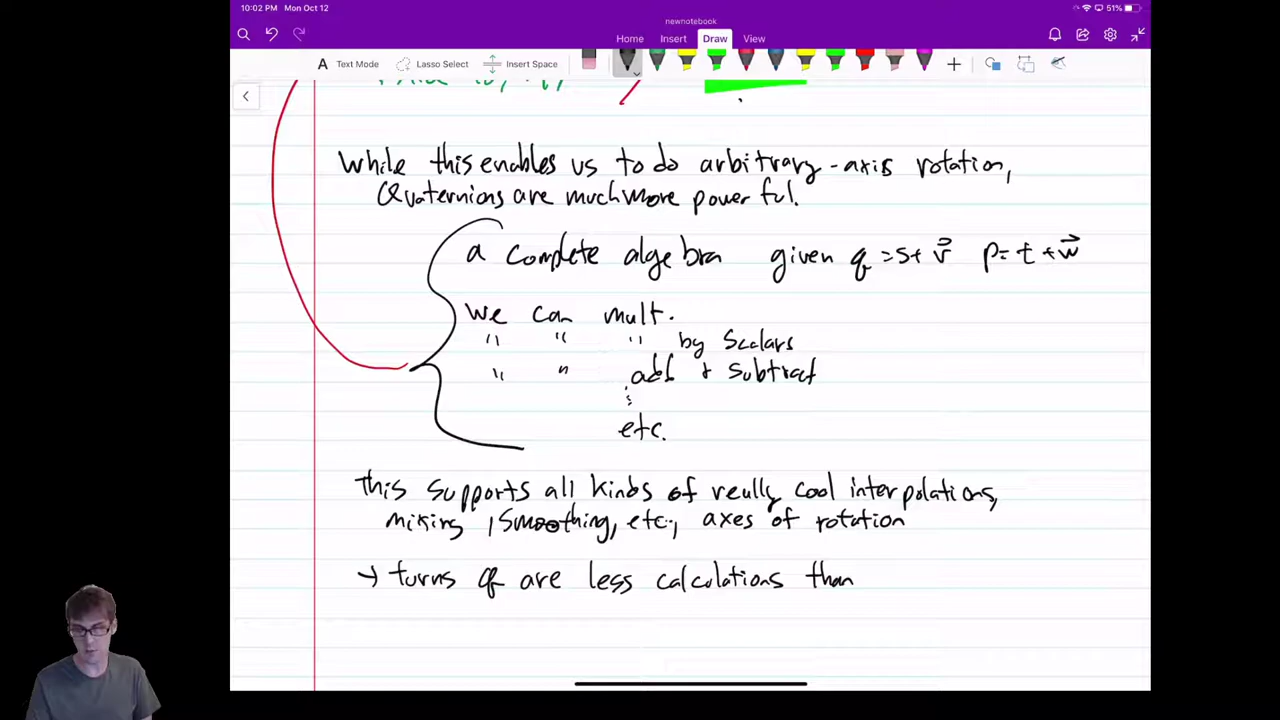 10:02 PM Mon Oct 12
51%
newnotebook
Home Insert Draw View
Text Mode Lasso Select Insert Space
While this enables us to do arbitrary-axis rotation,
Quaternions are much more powerful.
a complete algebra given q = s + v⃗ p = t + w⃗
we can mult.
" " " by Scalars
" " add + subtract
⋮
etc.
this supports all kinds of really cool interpolations,
mixing, smoothing, etc., axes of rotation
→ turns q are less calculations than